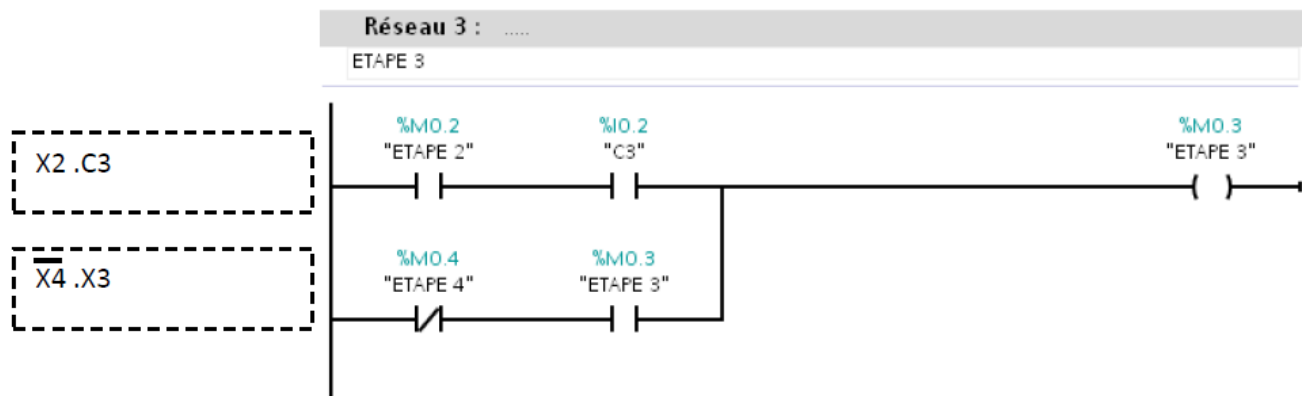 Réseau 3 : .....
ETAPE 3
X2 .C3
%M0.2 %I0.2 %M0.3
"ETAPE 2" "C3" "ETAPE 3"
X̅4̅ .X3
%M0.4 %M0.3
"ETAPE 4" "ETAPE 3"